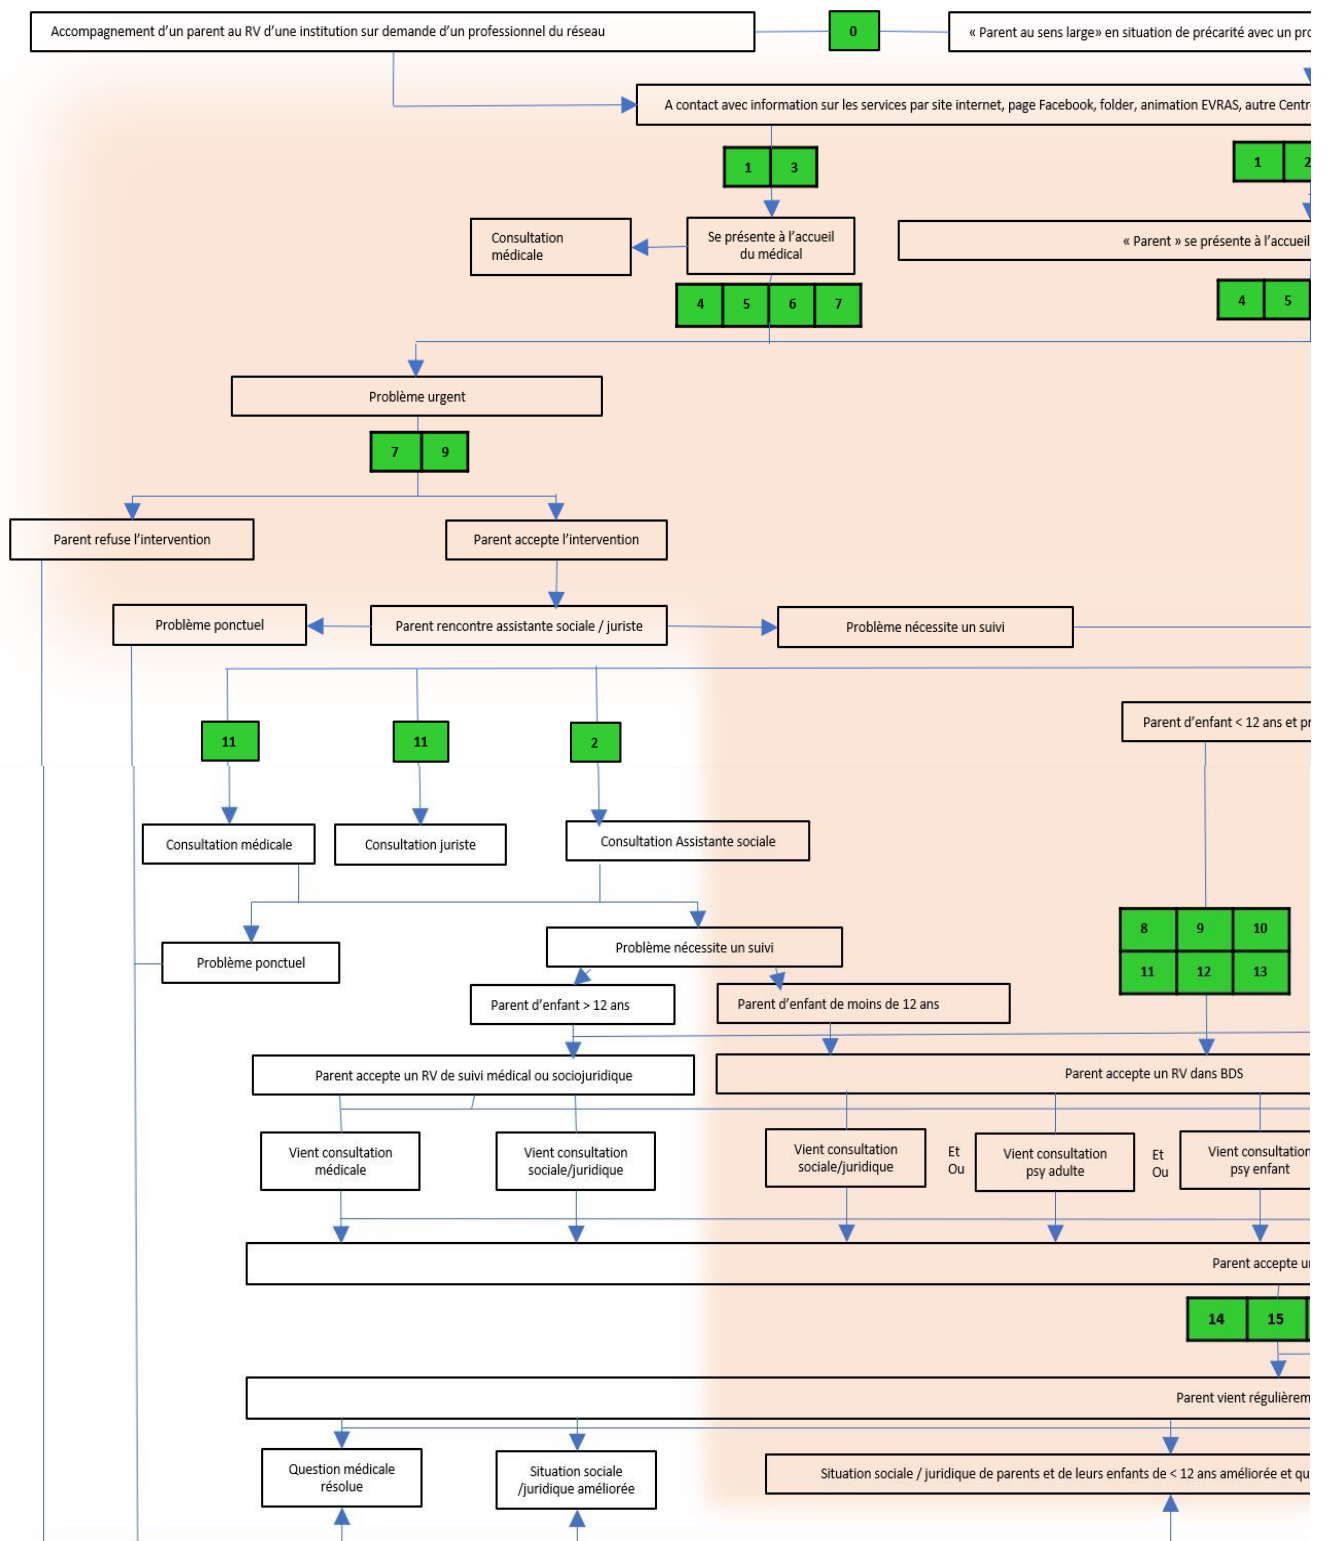 Accompagnement d’un parent au RV d’une institution sur demande d’un professionnel du réseau
0
« Parent au sens large» en situation de précarité avec un
A contact avec information sur les services par site internet, page Facebook, folder, animation EVRAS, autre
1 3
1 2
Consultation
médicale
Se présente à l’accueil
du médical
« Parent » se présente à l’accueil
4 5 6 7
4 5
Problème urgent
7 9
Parent refuse l’intervention
Parent accepte l’intervention
Problème ponctuel
Parent rencontre assistante sociale / juriste
Problème nécessite un suivi
11
11
2
Parent d’enfant < 12 ans et
Consultation médicale
Consultation juriste
Consultation Assistante sociale
8 9 10
11 12 13
Problème ponctuel
Problème nécessite un suivi
Parent d’enfant > 12 ans
Parent d’enfant de moins de 12 ans
Parent accepte un RV de suivi médical ou sociojuridique
Parent accepte un RV dans BDS
Vient consultation
médicale
Vient consultation
sociale/juridique
Vient consultation
sociale/juridique
Et
Ou
Vient consultation
psy adulte
Et
Ou
Vient consultation
psy enfant
Parent accepte
14 15
Parent vient
Question médicale
résolue
Situation sociale
/juridique améliorée
Situation sociale / juridique de parents et de leurs enfants de < 12 ans améliorée et